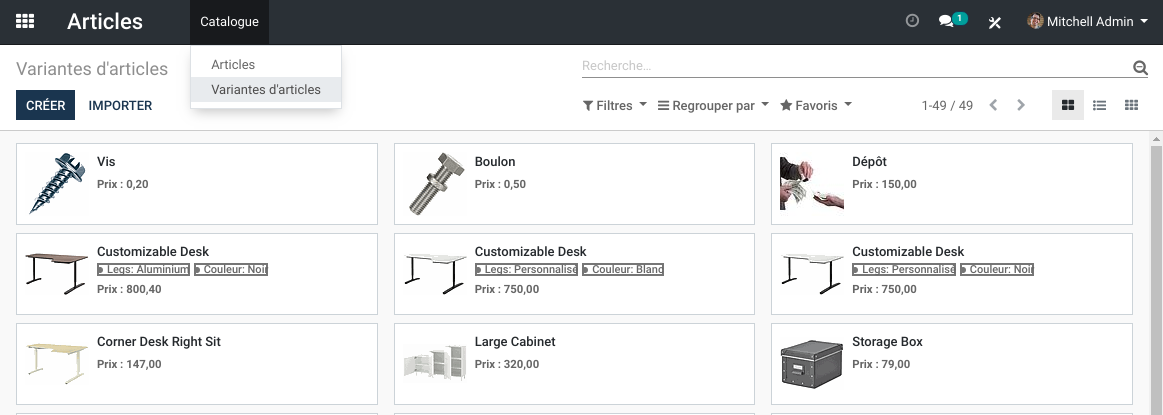 Articles
Catalogue
1
Mitchell Admin
Articles
Variantes d'articles
Variantes d'articles
Recherche...
CRÉER
IMPORTER
Filtres
Regrouper par
Favoris
1-49 / 49
Vis
Prix : 0,20
Boulon
Prix : 0,50
Dépôt
Prix : 150,00
Customizable Desk
Legs: Aluminium
Couleur: Noir
Prix : 800,40
Customizable Desk
Legs: Personnalisé
Couleur: Blanc
Prix : 750,00
Customizable Desk
Legs: Personnalisé
Couleur: Noir
Prix : 750,00
Corner Desk Right Sit
Prix : 147,00
Large Cabinet
Prix : 320,00
Storage Box
Prix : 79,00